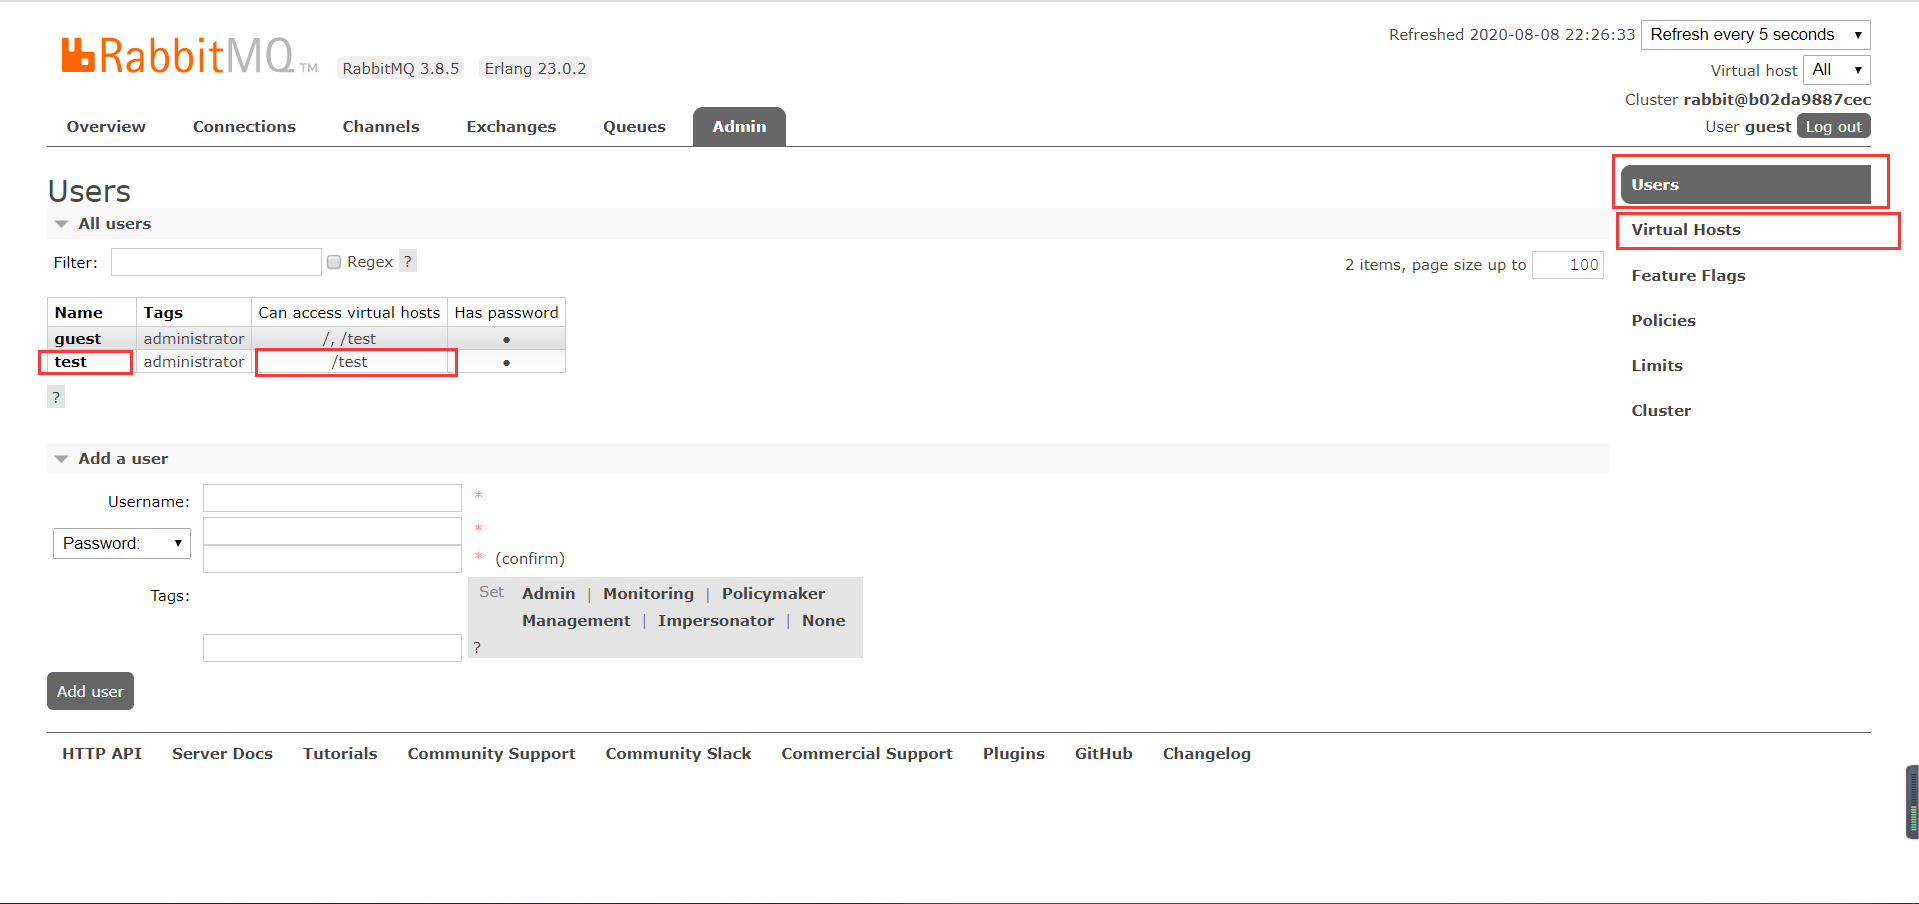 Refreshed 2020-08-08 22:26:33 Refresh every 5 seconds
RabbitMQ TM RabbitMQ 3.8.5 Erlang 23.0.2
Virtual host All
Cluster rabbit@b02da9887cec
User guest Log out
Overview Connections Channels Exchanges Queues Admin
Users
All users
Filter: Regex ?
2 items, page size up to 100
Name Tags Can access virtual hosts Has password
guest administrator /, /test ●
test administrator /test ●
?
Add a user
Username: *
Password: *
* (confirm)
Tags:
Set Admin | Monitoring | Policymaker
Management | Impersonator | None
?
Add user
Users
Virtual Hosts
Feature Flags
Policies
Limits
Cluster
HTTP API Server Docs Tutorials Community Support Community Slack Commercial Support Plugins GitHub Changelog